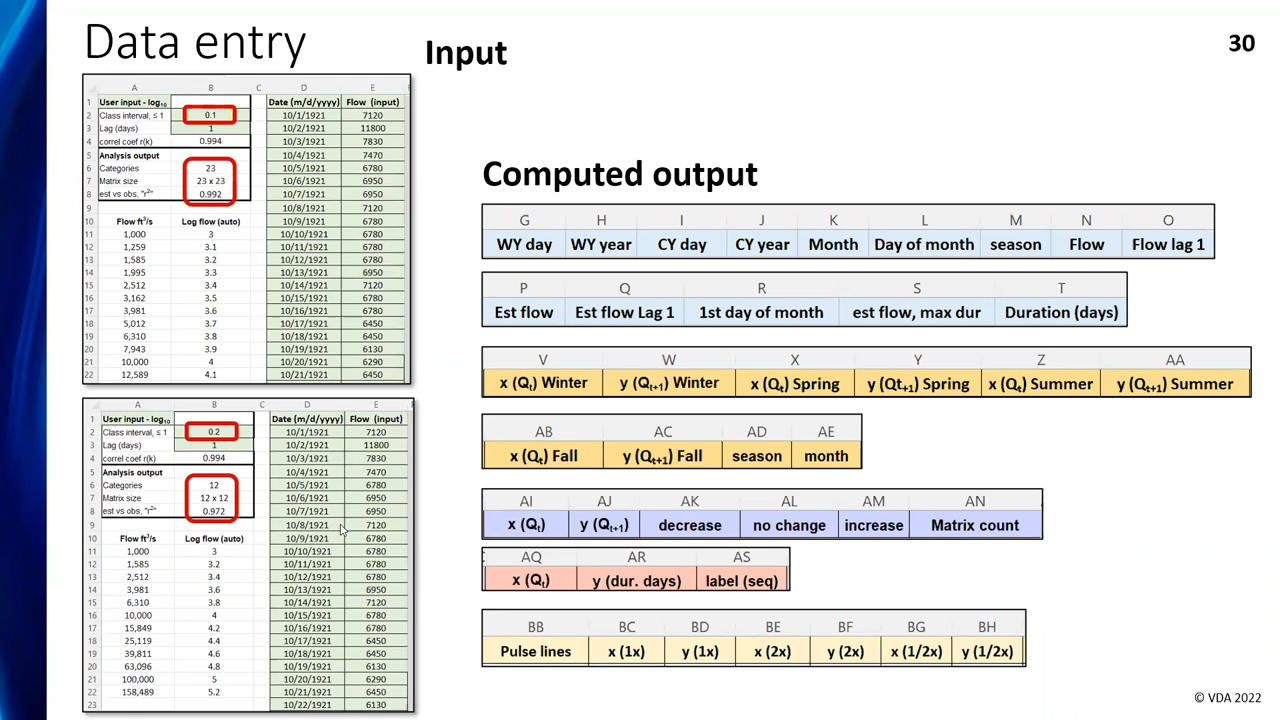 Data entry
Input
30
A B C D E
1 User input - log10 Date (m/d/yyyy) Flow (input)
2 Class interval, ≤ 1 0.1 10/1/1921 7120
3 Lag (days) 1 10/2/1921 11800
4 correl coef r(k) 0.994 10/3/1921 7830
5 Analysis output 10/4/1921 7470
6 Categories 23 10/5/1921 6780
7 Matrix size 23 x 23 10/6/1921 6950
8 est vs obs, "r2" 0.992 10/7/1921 6950
9 10/8/1921 7120
10 Flow ft3/s Log flow (auto) 10/9/1921 6780
11 1,000 3 10/10/1921 6780
12 1,259 3.1 10/11/1921 6780
13 1,585 3.2 10/12/1921 6780
14 1,995 3.3 10/13/1921 6950
15 2,512 3.4 10/14/1921 7120
16 3,162 3.5 10/15/1921 6780
17 3,981 3.6 10/16/1921 6780
18 5,012 3.7 10/17/1921 6450
19 6,310 3.8 10/18/1921 6450
20 7,943 3.9 10/19/1921 6130
21 10,000 4 10/20/1921 6290
22 12,589 4.1 10/21/1921 6450
A B C D E
1 User input - log10 Date (m/d/yyyy) Flow (input)
2 Class interval, ≤ 1 0.2 10/1/1921 7120
3 Lag (days) 1 10/2/1921 11800
4 correl coef r(k) 0.994 10/3/1921 7830
5 Analysis output 10/4/1921 7470
6 Categories 12 10/5/1921 6780
7 Matrix size 12 x 12 10/6/1921 6950
8 est vs obs, "r2" 0.972 10/7/1921 6950
9 10/8/1921 7120
10 Flow ft3/s Log flow (auto) 10/9/1921 6780
11 1,000 3 10/10/1921 6780
12 1,585 3.2 10/11/1921 6780
13 2,512 3.4 10/12/1921 6780
14 3,981 3.6 10/13/1921 6950
15 6,310 3.8 10/14/1921 7120
16 10,000 4 10/15/1921 6780
17 15,849 4.2 10/16/1921 6780
18 25,119 4.4 10/17/1921 6450
19 39,811 4.6 10/18/1921 6450
20 63,096 4.8 10/19/1921 6130
21 100,000 5 10/20/1921 6290
22 158,489 5.2 10/21/1921 6450
23 10/22/1921 6130
Computed output
G H I J K L M N O
WY day WY year CY day CY year Month Day of month season Flow Flow lag 1
P Q R S T
Est flow Est flow Lag 1 1st day of month est flow, max dur Duration (days)
V W X Y Z AA
x (Qt) Winter y (Qt+1) Winter x (Qt) Spring y (Qt+1) Spring x (Qt) Summer y (Qt+1) Summer
AB AC AD AE
x (Qt) Fall y (Qt+1) Fall season month
AI AJ AK AL AM AN
x (Qt) y (Qt+1) decrease no change increase Matrix count
AQ AR AS
x (Qt) y (dur. days) label (seq)
BB BC BD BE BF BG BH
Pulse lines x (1x) y (1x) x (2x) y (2x) x (1/2x) y (1/2x)
© VDA 2022